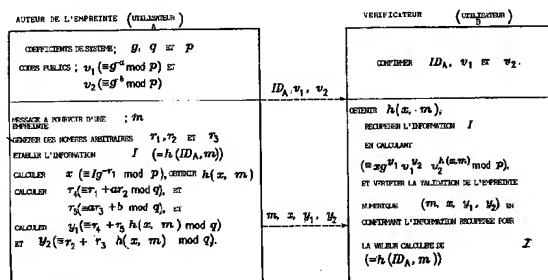 AUTEUR DE L'EMPREINTE (UTILISATEUR A)
VERIFICATEUR (UTILISATEUR B)
COEFFICIENTS DE SYSTEME; g, q ET p
CODES PUBLICS; v₁ (≡g⁻ᵃ mod p) ET
v₂ (≡g⁻ᵇ mod p)
CONFIRMER ID_A, v₁ ET v₂.
ID_A, v₁, v₂
MESSAGE A POURVOIR D'UNE EMPREINTE ; m
GENERER DES NOMBRES ARBITRAIRES r₁, r₂ ET r₃
ETABLIR L'INFORMATION I (=h(ID_A, m))
CALCULER x (≡Ig⁻ʳ¹ mod p), OBTENIR h(x, m)
CALCULER r₄(≡r₁ + ar₂ mod q), ET
r₅(≡ar₃ + b mod q), ET
CALCULER y₁(≡r₄ + r₅ h(x, m) mod q)
ET y₂(≡r₂ + r₃ h(x, m) mod q).
m, x, y₁, y₂
OBTENIR h(x, m),
RECUPERER L'INFORMATION I
EN CALCULANT
(≡xg^y₁ v₁^y₂ v₂^h(x,m) mod p),
ET VERIFIER LA VALIDATION DE L'EMPREINTE
NUMERIQUE (m, x, y₁, y₂) EN
CONFIRMANT L'INFORMATION RECUPEREE POUR
LA VALEUR CALCULEE DE I
(=h(ID_A, m))